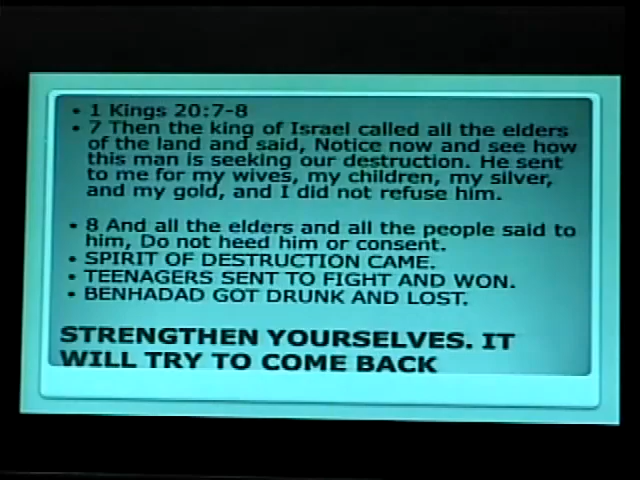 • 1 Kings 20:7-8
• 7 Then the king of Israel called all the elders
of the land and said, Notice now and see how
this man is seeking our destruction. He sent
to me for my wives, my children, my silver,
and my gold, and I did not refuse him.
• 8 And all the elders and all the people said to
him, Do not heed him or consent.
• SPIRIT OF DESTRUCTION CAME.
• TEENAGERS SENT TO FIGHT AND WON.
• BENHADAD GOT DRUNK AND LOST.
STRENGTHEN YOURSELVES. IT
WILL TRY TO COME BACK